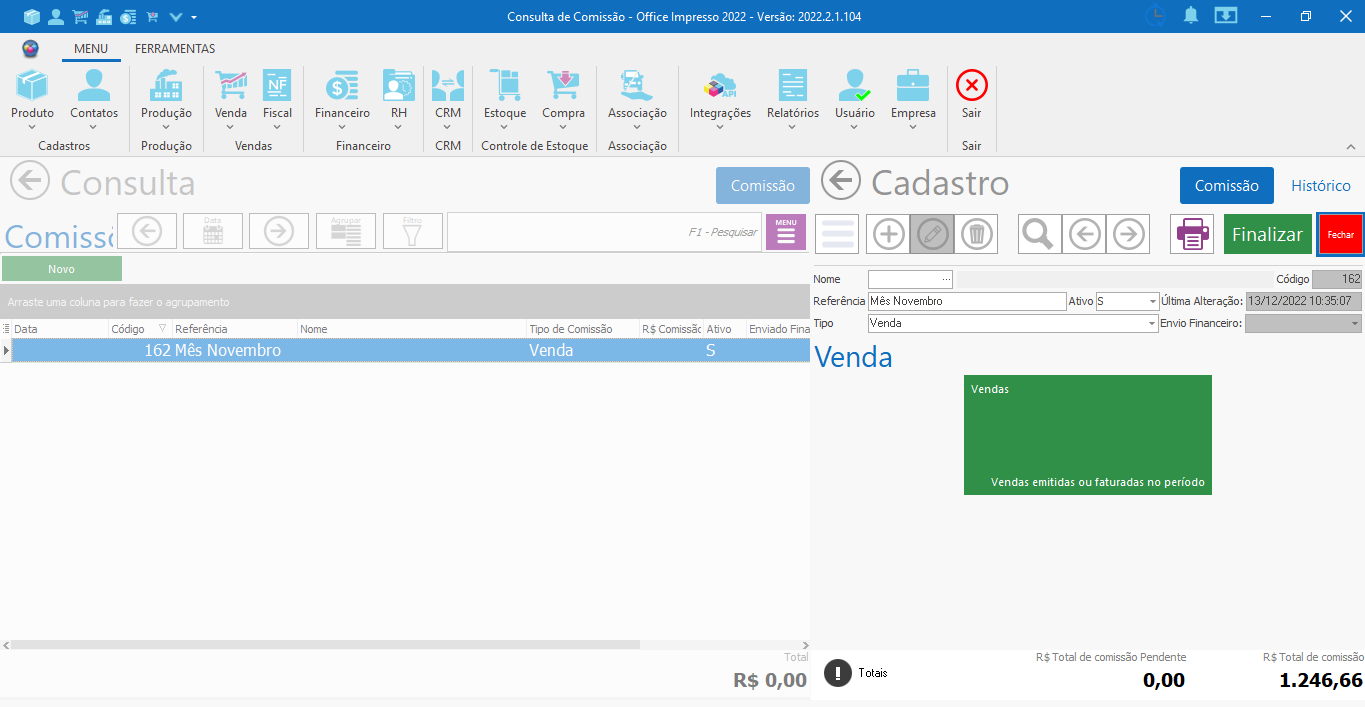 Consulta de Comissão - Office Impresso 2022 - Versão: 2022.2.1.104
MENU FERRAMENTAS
NF $ API
Produto Contatos Produção Venda Fiscal Financeiro RH CRM Estoque Compra Associação Integrações Relatórios Usuário Empresa Sair
Cadastros Produção Vendas Financeiro CRM Controle de Estoque Associação Sair
Consulta
Comissão
Cadastro
Comissão Histórico
Comissã
Data
Agrupar
Filtro
F1 - Pesquisar
MENU
Finalizar
Fechar
Novo
Arraste uma coluna para fazer o agrupamento
Data Código Referência Nome Tipo de Comissão R$ Comissão Ativo Enviado Fina
162 Mês Novembro Venda S
Total
R$ 0,00
Nome ... Código 162
Referência Mês Novembro Ativo S Última Alteração: 13/12/2022 10:35:07
Tipo Venda Envio Financeiro:
Venda
Vendas
Vendas emitidas ou faturadas no período
! Totais
R$ Total de comissão Pendente
0,00
R$ Total de comissão
1.246,66